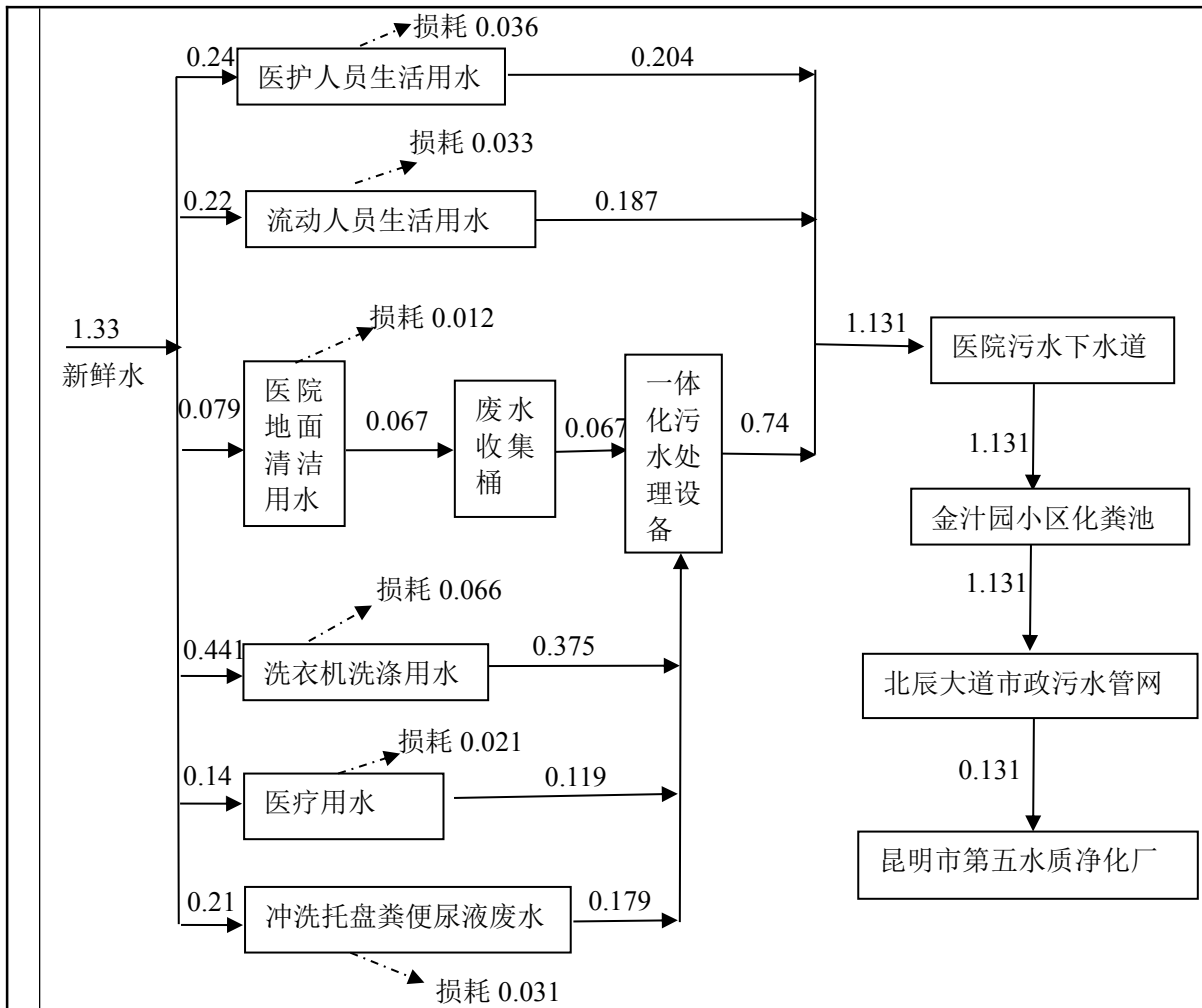 损耗 0.036
0.24
医护人员生活用水
0.204
损耗 0.033
0.22
流动人员生活用水
0.187
1.33
新鲜水
损耗 0.012
0.079
医院
地面
清洁
用水
0.067
废水
收集
桶
0.067
一体
化污
水处
理设
备
0.74
1.131
医院污水下水道
1.131
金汁园小区化粪池
1.131
北辰大道市政污水管网
0.131
昆明市第五水质净化厂
损耗 0.066
0.441
洗衣机洗涤用水
0.375
损耗 0.021
0.14
医疗用水
0.119
0.21
冲洗托盘粪便尿液废水
0.179
损耗 0.031